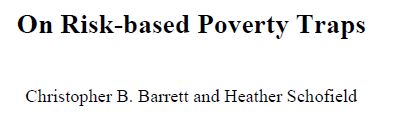 On Risk-based Poverty Traps
Christopher B. Barrett and Heather Schofield